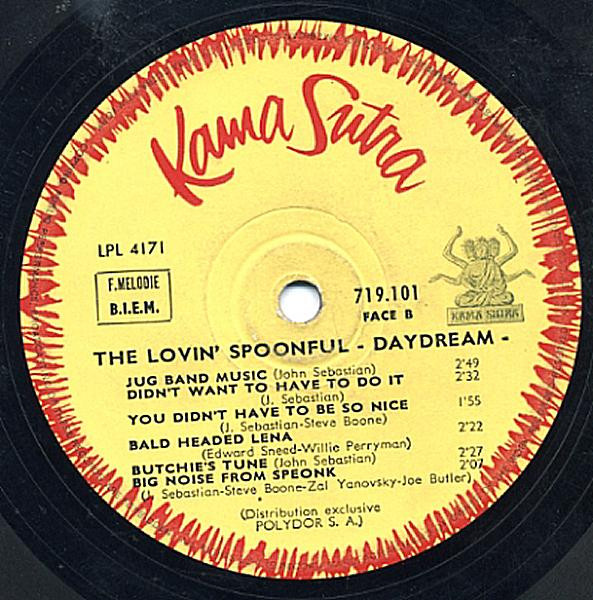 Kama Sutra
LPL 4171
F. MELODIE
B.I.E.M.
719.101
FACE B
KAMA SUTRA
THE LOVIN' SPOONFUL - DAYDREAM -
JUG BAND MUSIC (John Sebastian) 2'49
DIDN'T WANT TO HAVE TO DO IT 2'32
(J. Sebastian)
YOU DIDN'T HAVE TO BE SO NICE 1'55
(J. Sebastian-Steve Boone)
BALD HEADED LENA 2'22
(Edward Sneed-Willie Perryman)
BUTCHIE'S TUNE (John Sebastian) 2'27
BIG NOISE FROM SPEONK 2'07
(J. Sebastian-Steve Boone-Zal Yanovsky-Joe Butler)
(Distribution exclusive
POLYDOR S. A.)